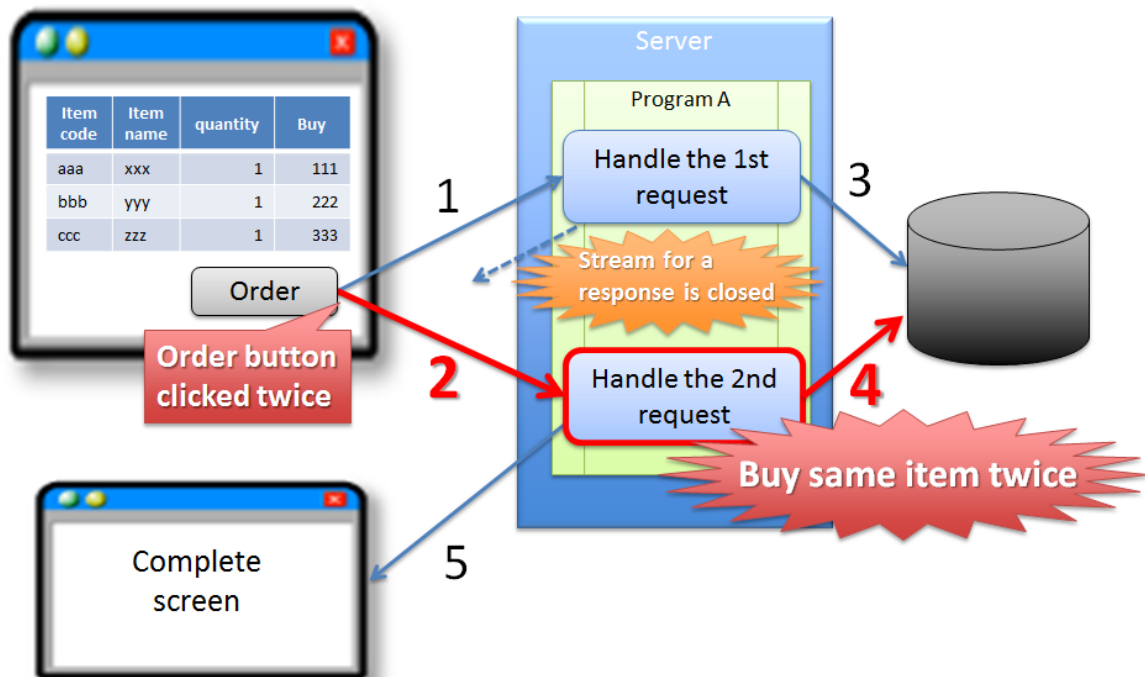 Item code Item name quantity Buy
aaa xxx 1 111
bbb yyy 1 222
ccc zzz 1 333
Order
Order button
clicked twice
1
2
Server
Program A
Handle the 1st
request
Stream for a
response is closed
Handle the 2nd
request
3
4
Buy same item twice
5
Complete
screen